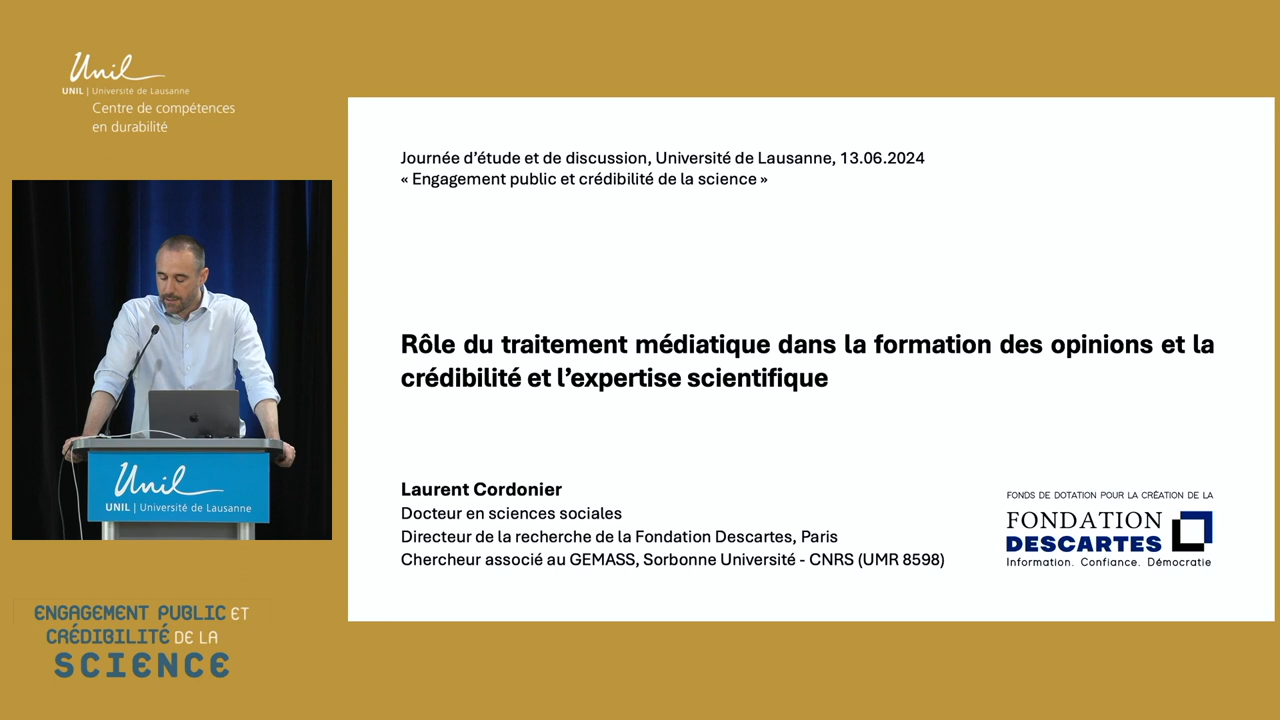 Unil
UNIL | Université de Lausanne
Centre de compétences
en durabilité
Journée d'étude et de discussion, Université de Lausanne, 13.06.2024
« Engagement public et crédibilité de la science »
Rôle du traitement médiatique dans la formation des opinions et la
crédibilité et l'expertise scientifique
Laurent Cordonier
Docteur en sciences sociales
Directeur de la recherche de la Fondation Descartes, Paris
Chercheur associé au GEMASS, Sorbonne Université - CNRS (UMR 8598)
FONDS DE DOTATION POUR LA CRÉATION DE LA
FONDATION
DESCARTES
Information. Confiance. Démocratie
Unil
UNIL | Université de Lausanne
ENGAGEMENT PUBLIC ET
CRÉDIBILITÉ DE LA
SCIENCE